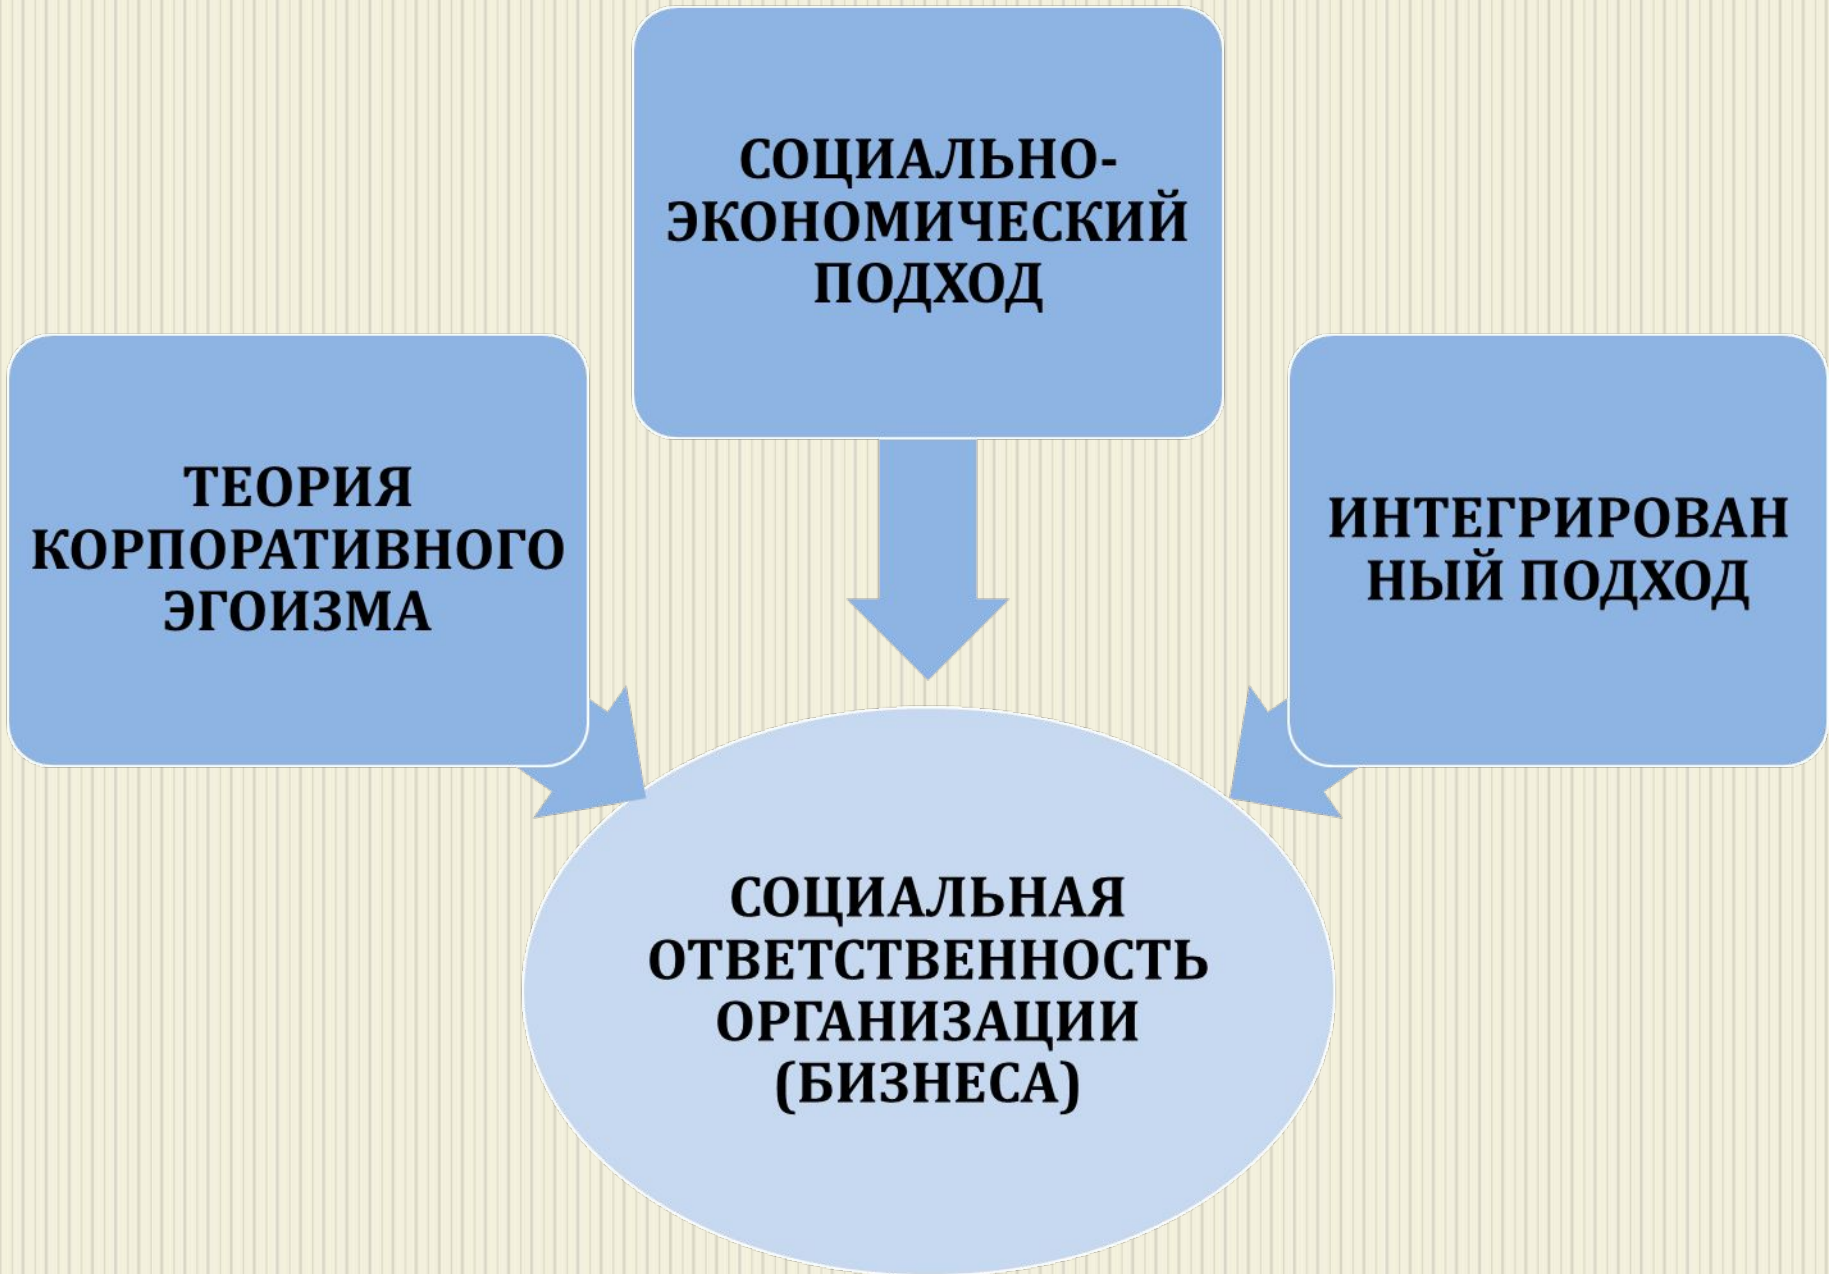 СОЦИАЛЬНО-
ЭКОНОМИЧЕСКИЙ
ПОДХОД
ТЕОРИЯ
КОРПОРАТИВНОГО
ЭГОИЗМА
ИНТЕГРИРОВАН
НЫЙ ПОДХОД
СОЦИАЛЬНАЯ
ОТВЕТСТВЕННОСТЬ
ОРГАНИЗАЦИИ
(БИЗНЕСА)